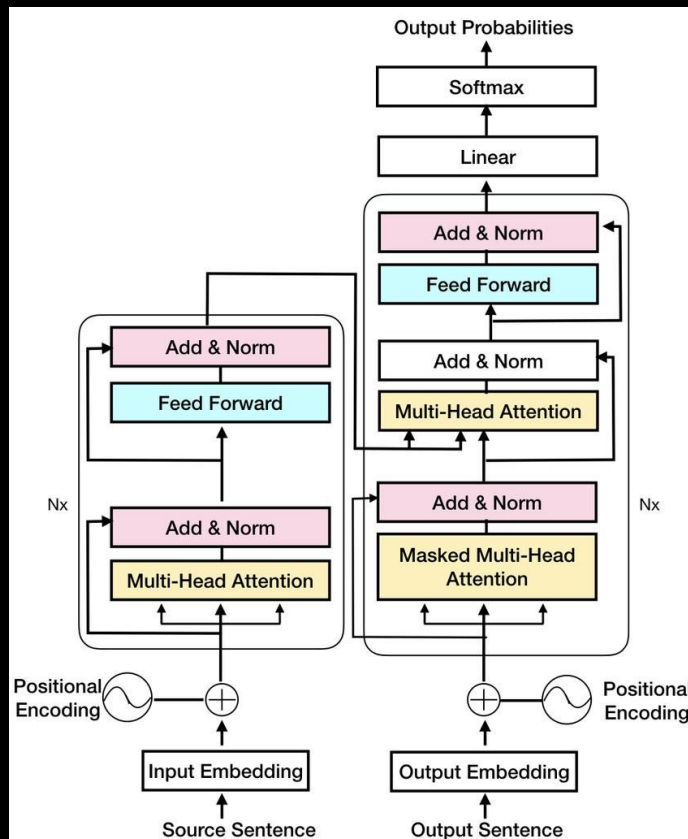 Output Probabilities
Softmax
Linear
Add & Norm
Feed Forward
Add & Norm
Multi-Head Attention
Add & Norm
Masked Multi-Head
Attention
Nx
Positional
Encoding
Output Embedding
Output Sentence
Add & Norm
Feed Forward
Nx
Add & Norm
Multi-Head Attention
Positional
Encoding
Input Embedding
Source Sentence